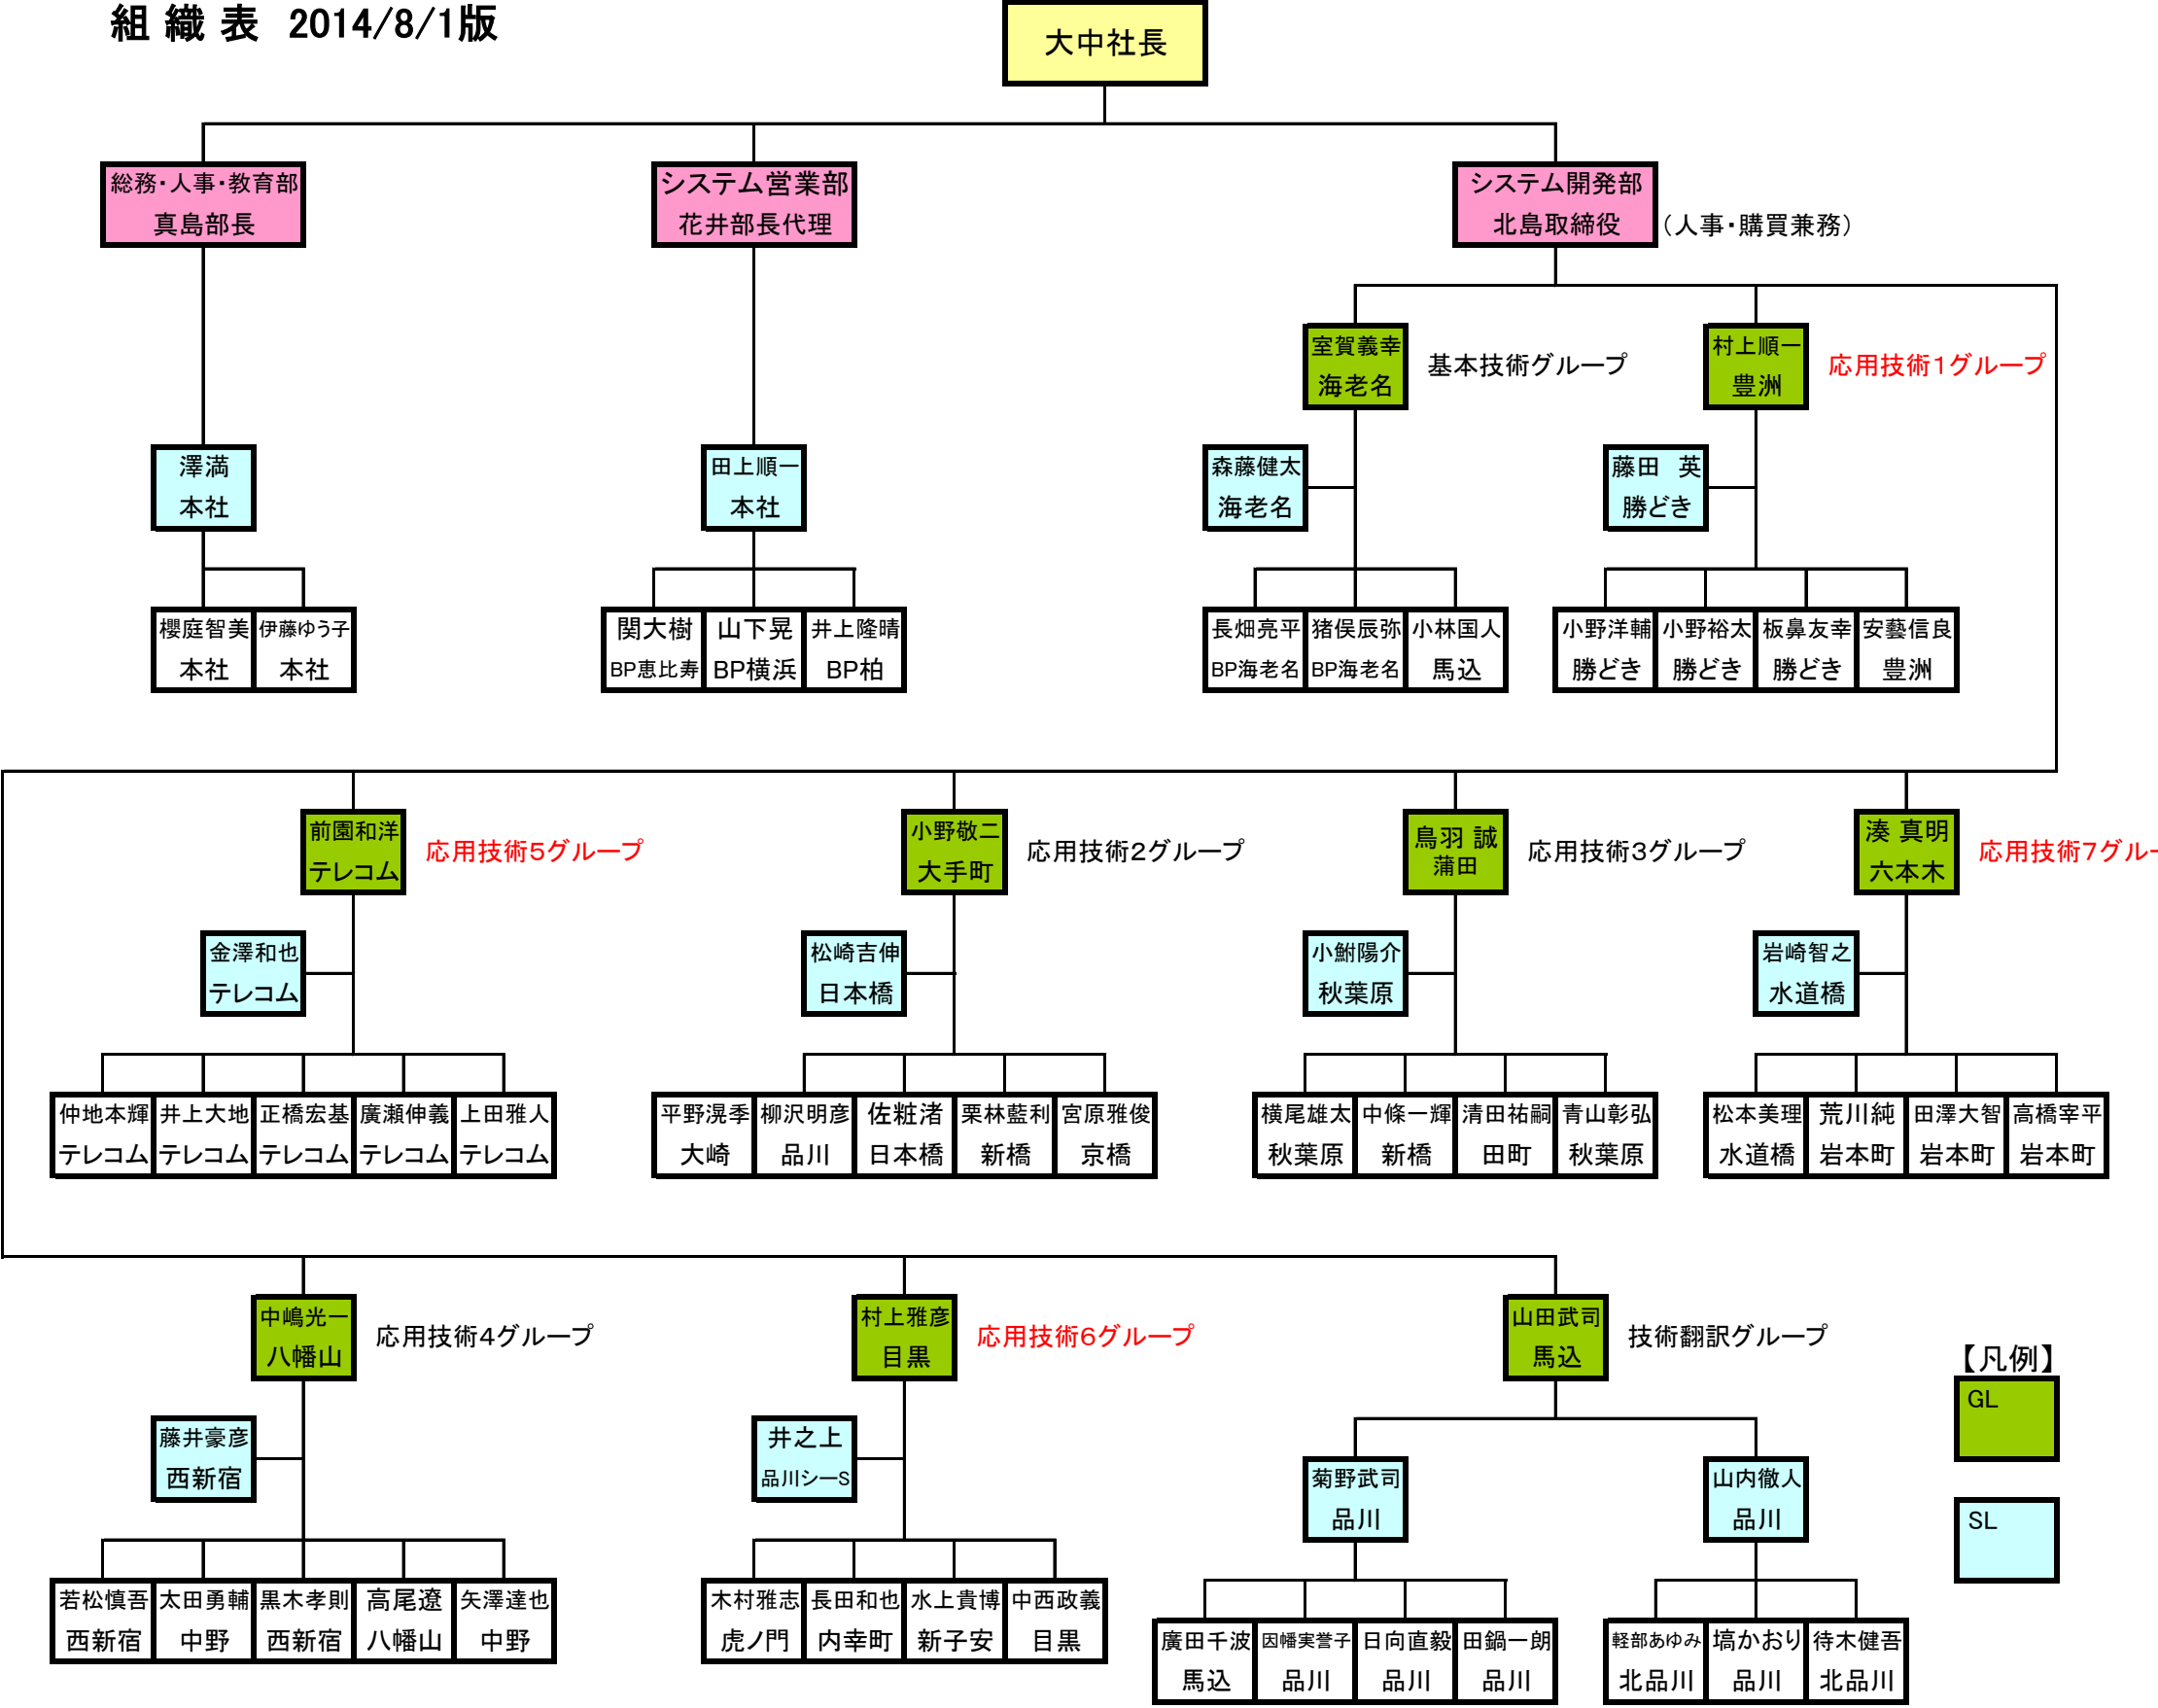 組 織 表 2014/8/1版
大中社長
総務・人事・教育部
真島部長
システム営業部
花井部長代理
システム開発部
北島取締役
（人事・購買兼務）
室賀義幸
海老名
基本技術グループ
村上順一
豊洲
応用技術1グループ
澤満
本社
田上順一
本社
森藤健太
海老名
藤田 英
勝どき
櫻庭智美
本社
伊藤ゆう子
本社
関大樹
BP恵比寿
山下晃
BP横浜
井上隆晴
BP柏
長畑亮平
BP海老名
猪俣辰弥
BP海老名
小林国人
馬込
小野洋輔
勝どき
小野裕太
勝どき
板鼻友幸
勝どき
安藝信良
豊洲
前園和洋
テレコム
応用技術5グループ
小野敬二
大手町
応用技術2グループ
鳥羽 誠
蒲田
応用技術3グループ
湊 真明
六本木
応用技術7グルー
金澤和也
テレコム
松崎吉伸
日本橋
小鮒陽介
秋葉原
岩崎智之
水道橋
仲地本輝
テレコム
井上大地
テレコム
正橋宏基
テレコム
廣瀬伸義
テレコム
上田雅人
テレコム
平野滉季
大崎
柳沢明彦
品川
佐粧渚
日本橋
栗林藍利
新橋
宮原雅俊
京橋
横尾雄太
秋葉原
中條一輝
新橋
清田祐嗣
田町
青山彰弘
秋葉原
松本美理
水道橋
荒川純
岩本町
田澤大智
岩本町
高橋宰平
岩本町
中嶋光一
八幡山
応用技術4グループ
村上雅彦
目黒
応用技術6グループ
山田武司
馬込
技術翻訳グループ
【凡例】
GL
SL
藤井豪彦
西新宿
井之上
品川シーS
菊野武司
品川
山内徹人
品川
若松慎吾
西新宿
太田勇輔
中野
黒木孝則
西新宿
高尾遼
八幡山
矢澤達也
中野
木村雅志
虎ノ門
長田和也
内幸町
水上貴博
新子安
中西政義
目黒
廣田千波
馬込
因幡実誉子
品川
日向直毅
品川
田鍋一朗
品川
軽部あゆみ
北品川
塙かおり
品川
待木健吾
北品川